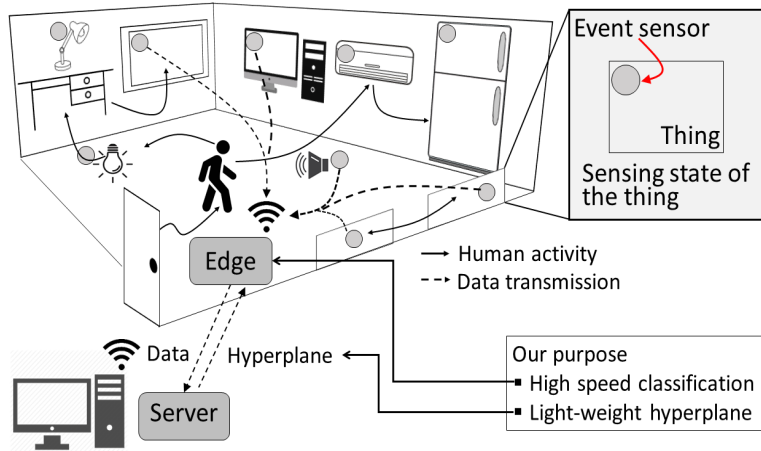 Event sensor
Thing
Sensing state of
the thing
Edge
Human activity
Data transmission
Data
Hyperplane
Server
Our purpose
▪ High speed classification
▪ Light-weight hyperplane